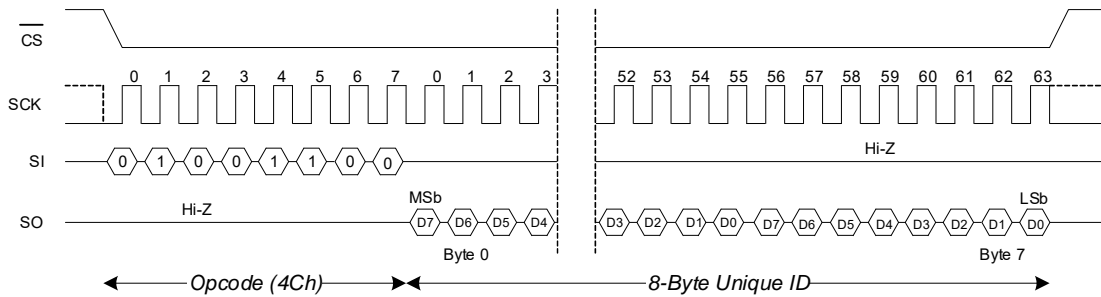 CS
0 1 2 3 4 5 6 7 0 1 2 3 52 53 54 55 56 57 58 59 60 61 62 63
SCK
Hi-Z
SI 0 1 0 0 1 1 0 0
MSb LSb
Hi-Z
SO D7 D6 D5 D4 D3 D2 D1 D0 D7 D6 D5 D4 D3 D2 D1 D0
Byte 0 Byte 7
Opcode (4Ch) 8-Byte Unique ID